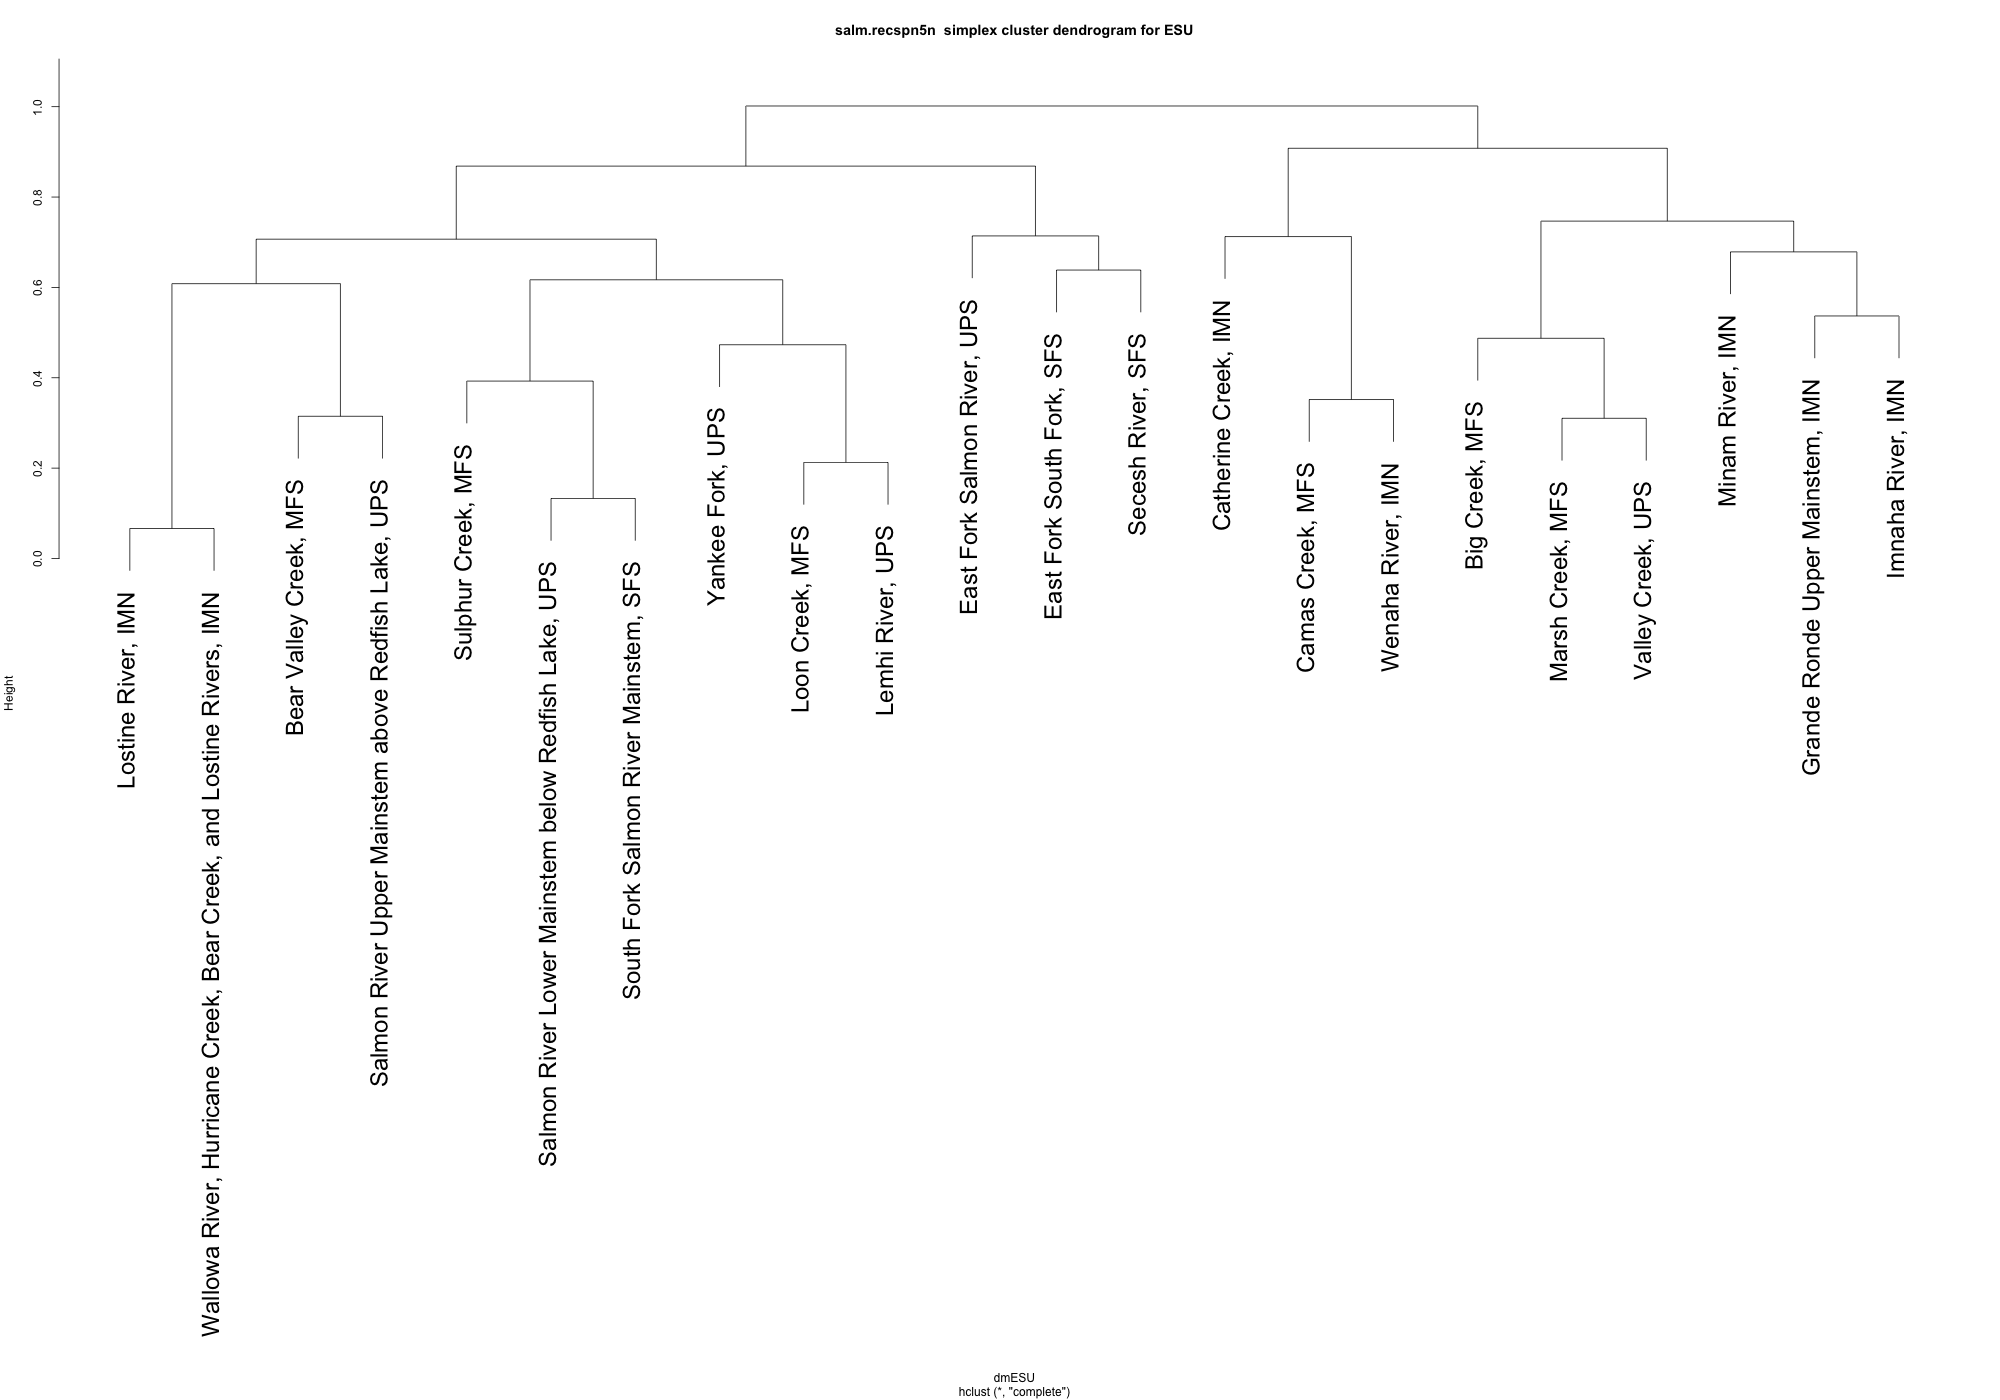 salm.recspn5n  simplex cluster dendrogram for ESU
1.0
0.8
0.6
0.4
0.2
0.0
Height
Lostine River, IMN
Wallowa River, Hurricane Creek, Bear Creek, and Lostine Rivers, IMN
Bear Valley Creek, MFS
Salmon River Upper Mainstem above Redfish Lake, UPS
Sulphur Creek, MFS
Salmon River Lower Mainstem below Redfish Lake, UPS
South Fork Salmon River Mainstem, SFS
Yankee Fork, UPS
Loon Creek, MFS
Lemhi River, UPS
East Fork Salmon River, UPS
East Fork South Fork, SFS
Secesh River, SFS
Catherine Creek, IMN
Camas Creek, MFS
Wenaha River, IMN
Big Creek, MFS
Marsh Creek, MFS
Valley Creek, UPS
Minam River, IMN
Grande Ronde Upper Mainstem, IMN
Imnaha River, IMN
dmESU
hclust (*, "complete")